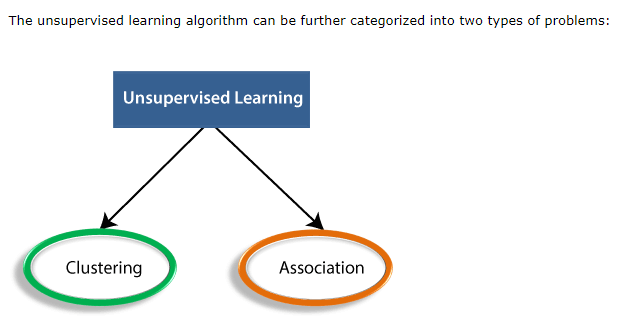 The unsupervised learning algorithm can be further categorized into two types of problems:
Unsupervised Learning
Clustering
Association